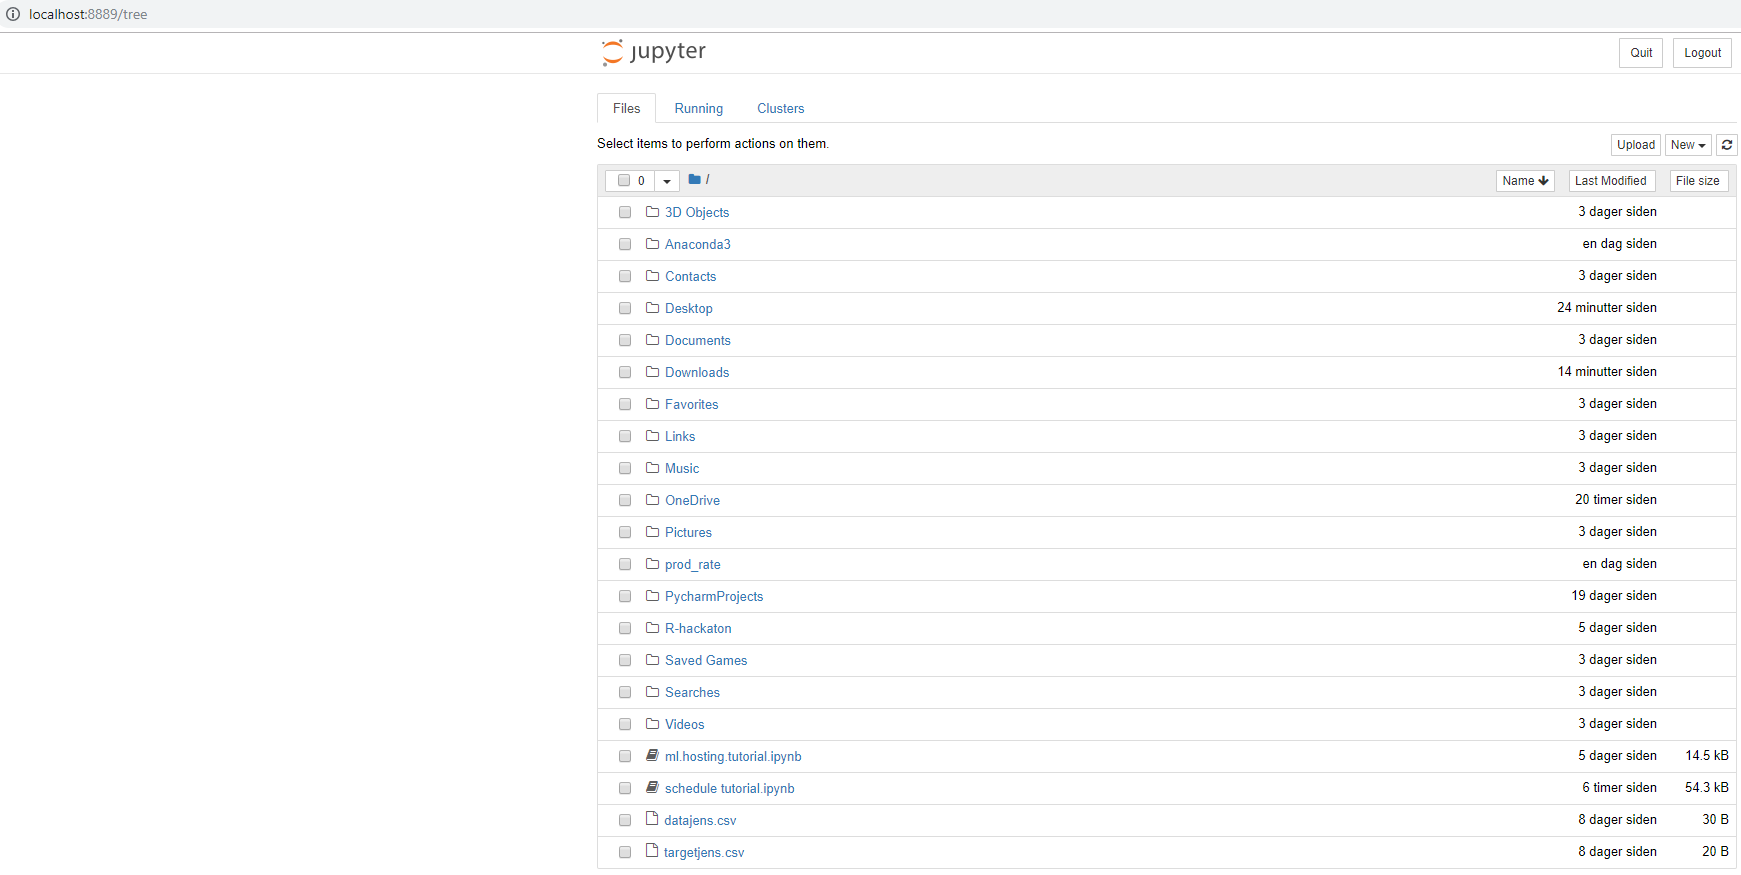 localhost:8889/tree
jupyter
Quit Logout
Files Running Clusters
Select items to perform actions on them.
Upload New
0 / Name Last Modified File size
3D Objects 3 dager siden
Anaconda3 en dag siden
Contacts 3 dager siden
Desktop 24 minutter siden
Documents 3 dager siden
Downloads 14 minutter siden
Favorites 3 dager siden
Links 3 dager siden
Music 3 dager siden
OneDrive 20 timer siden
Pictures 3 dager siden
prod_rate en dag siden
PycharmProjects 19 dager siden
R-hackaton 5 dager siden
Saved Games 3 dager siden
Searches 3 dager siden
Videos 3 dager siden
ml.hosting.tutorial.ipynb 5 dager siden 14.5 kB
schedule tutorial.ipynb 6 timer siden 54.3 kB
datajens.csv 8 dager siden 30 B
targetjens.csv 8 dager siden 20 B